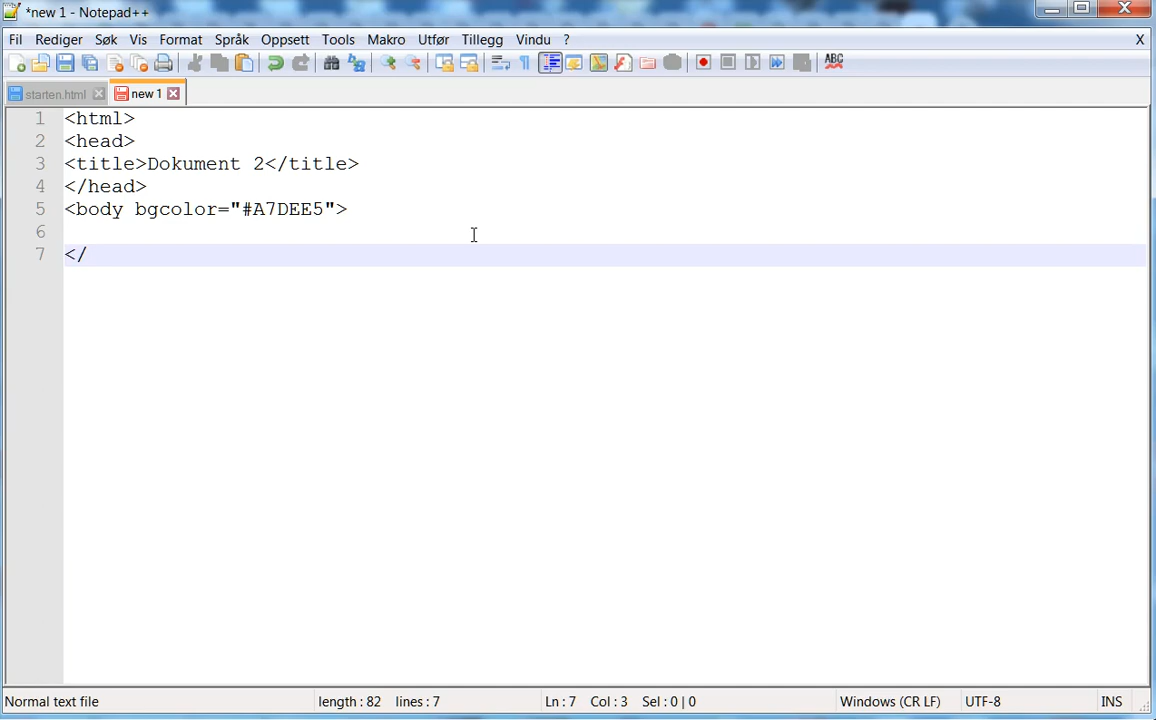 *new 1 - Notepad++
Fil Rediger Søk Vis Format Språk Oppsett Tools Makro Utfør Tillegg Vindu ? X
ABC
starten.html new 1
1 <html>
2 <head>
3 <title>Dokument 2</title>
4 </head>
5 <body bgcolor="#A7DEE5">
6
7 </
Normal text file length : 82 lines : 7 Ln : 7 Col : 3 Sel : 0 | 0 Windows (CR LF) UTF-8 INS